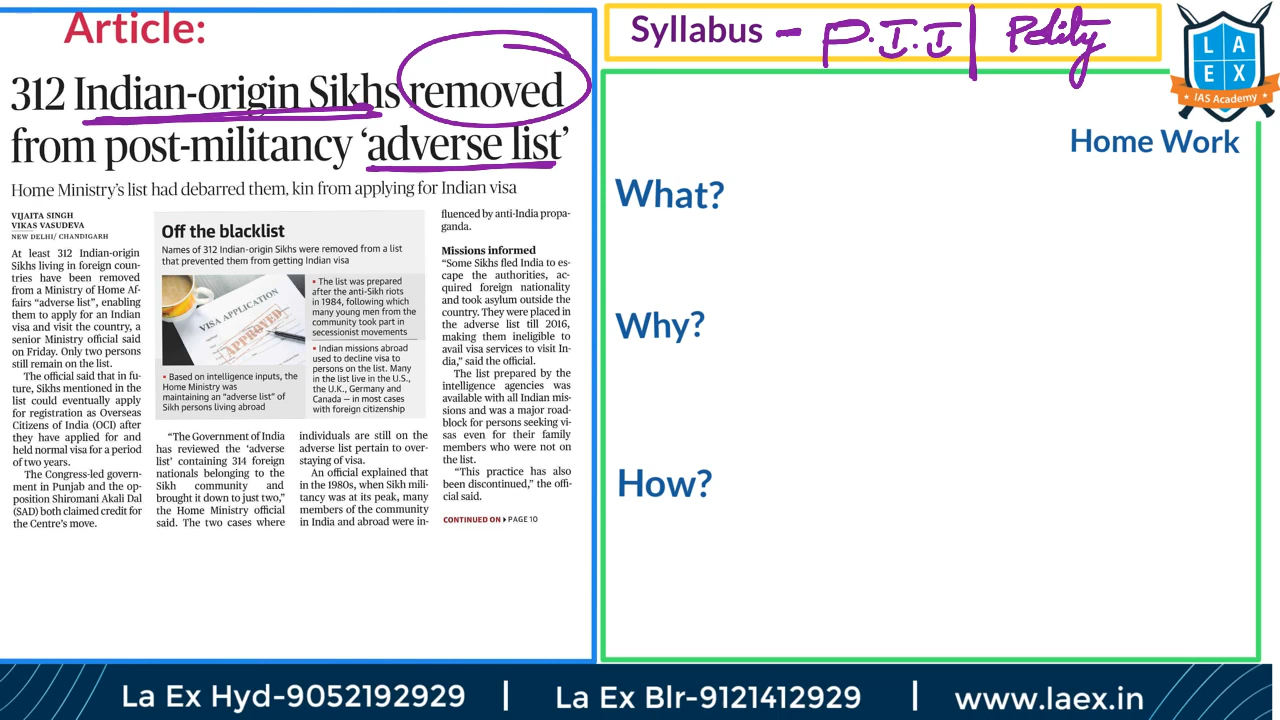 Article:
312 Indian-origin Sikhs removed
from post-militancy ‘adverse list’
Home Ministry's list had debarred them, kin from applying for Indian visa
VIJAITA SINGH
VIKAS VASUDEVA
NEW DELHI/ CHANDIGARH
At least 312 Indian-origin
Sikhs living in foreign coun-
tries have been removed
from a Ministry of Home Af-
fairs “adverse list”, enabling
them to apply for an Indian
visa and visit the country, a
senior Ministry official said
on Friday. Only two persons
still remain on the list.
The official said that in fu-
ture, Sikhs mentioned in the
list could eventually apply
for registration as Overseas
Citizens of India (OCI) after
they have applied for and
held normal visa for a period
of two years.
The Congress-led govern-
ment in Punjab and the op-
position Shiromani Akali Dal
(SAD) both claimed credit for
the Centre's move.
Off the blacklist
Names of 312 Indian-origin Sikhs were removed from a list
that prevented them from getting Indian visa
VISA APPLICATION
APPROVED
▪ Based on intelligence inputs, the
Home Ministry was
maintaining an “adverse list” of
Sikh persons living abroad
▪ The list was prepared
after the anti-Sikh riots
in 1984, following which
many young men from the
community took part in
secessionist movements
▪ Indian missions abroad
used to decline visa to
persons on the list. Many
in the list live in the U.S.,
the U.K., Germany and
Canada — in most cases
with foreign citizenship
“The Government of India
has reviewed the ‘adverse
list’ containing 314 foreign
nationals belonging to the
Sikh community and
brought it down to just two,”
the Home Ministry official
said. The two cases where
individuals are still on the
adverse list pertain to over-
staying of visa.
An official explained that
in the 1980s, when Sikh mili-
tancy was at its peak, many
members of the community
in India and abroad were in-
fluenced by anti-India propa-
ganda.
Missions informed
“Some Sikhs fled India to es-
cape the authorities, ac-
quired foreign nationality
and took asylum outside the
country. They were placed in
the adverse list till 2016,
making them ineligible to
avail visa services to visit In-
dia,” said the official.
The list prepared by the
intelligence agencies was
available with all Indian mis-
sions and was a major road-
block for persons seeking vi-
sas even for their family
members who were not on
the list.
“This practice has also
been discontinued,” the offi-
cial said.
CONTINUED ON ▸ PAGE 10
Syllabus - P.I.I | Polity
L A
E X
IAS Academy
Home Work
What?
Why?
How?
La Ex Hyd-9052192929 | La Ex Blr-9121412929 | www.laex.in